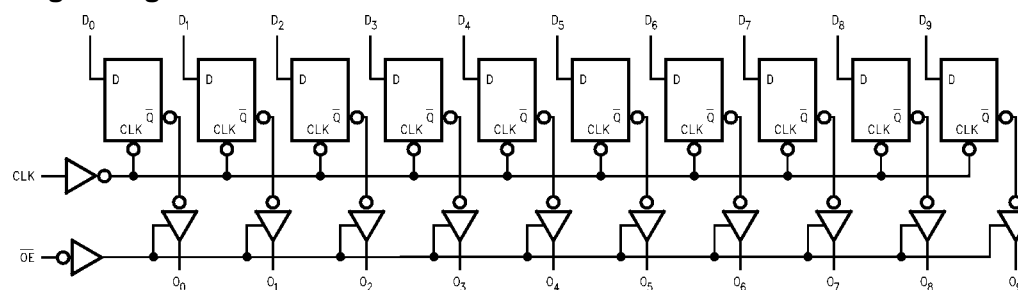 D0 D1 D2 D3 D4 D5 D6 D7 D8 D9
D D D D D D D D D D
Q̅ Q̅ Q̅ Q̅ Q̅ Q̅ Q̅ Q̅ Q̅ Q̅
CLK CLK CLK CLK CLK CLK CLK CLK CLK CLK
CLK
O̅E̅
O0 O1 O2 O3 O4 O5 O6 O7 O8 O9